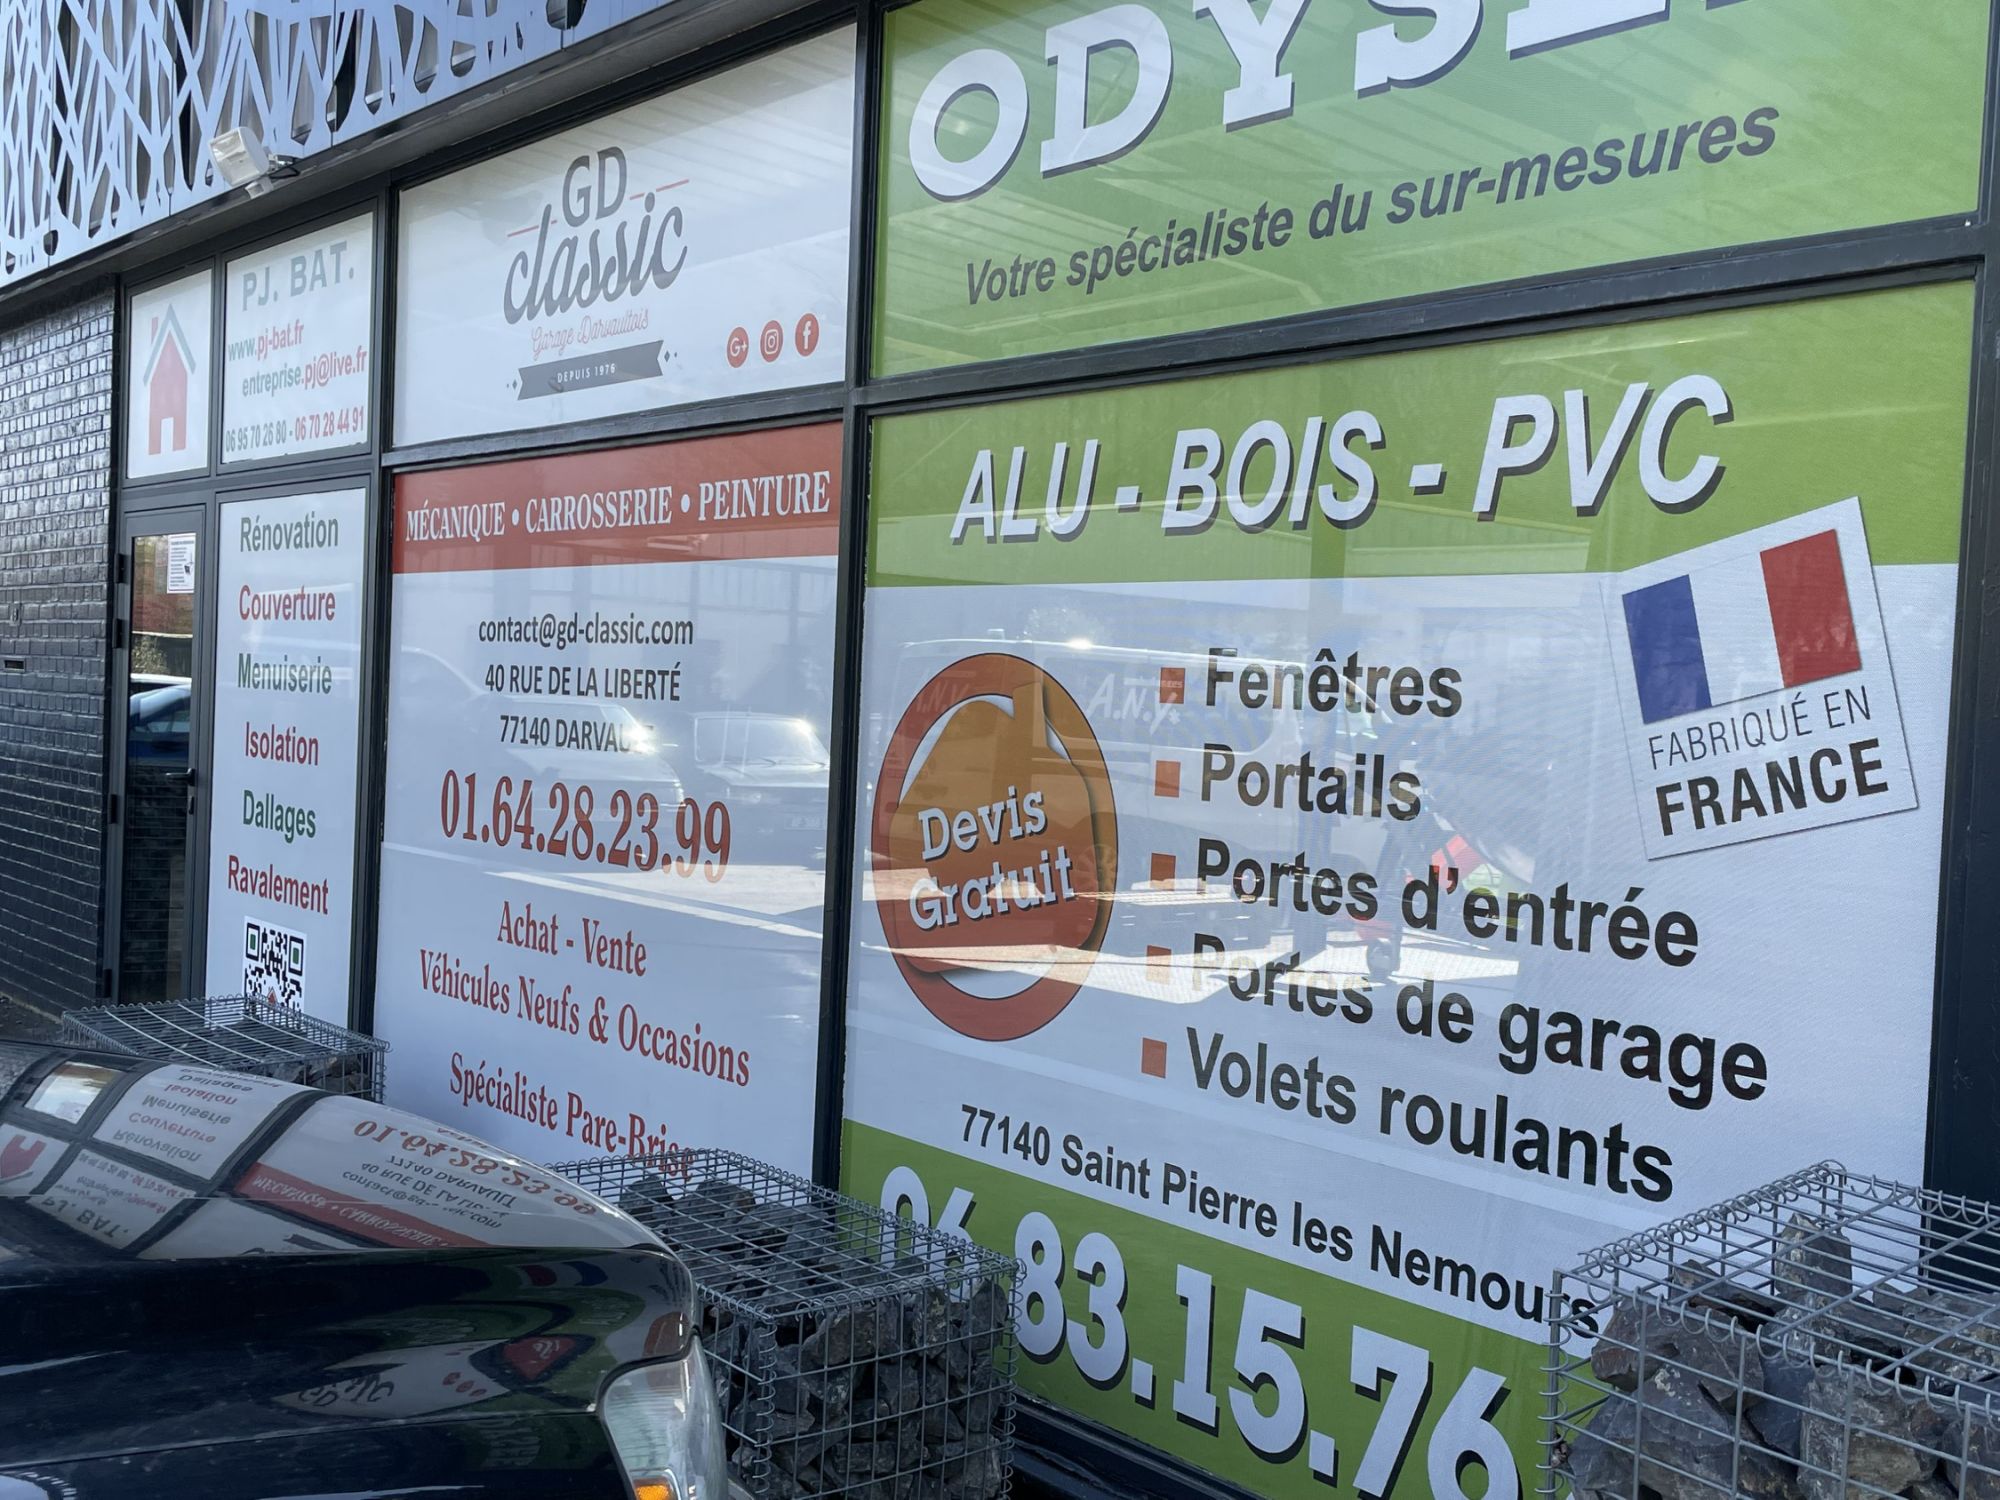 PJ. BAT.
www.pj-bat.fr
entreprise.pj@live.fr
06 95 70 26 80 - 06 70 28 44 91
Rénovation
Couverture
Menuiserie
Isolation
Dallages
Ravalement
GD
classic
Garage Darvaultois
DEPUIS 1976
G+
f
MÉCANIQUE • CARROSSERIE • PEINTURE
contact@gd-classic.com
40 RUE DE LA LIBERTÉ
77140 DARVAU
01.64.28.23.99
Achat - Vente
Véhicules Neufs & Occasions
Spécialiste Pare-Brise
ODYSE
Votre spécialiste du sur-mesures
ALU - BOIS - PVC
FABRIQUÉ EN
FRANCE
Devis
Gratuit
▪ Fenêtres
▪ Portails
▪ Portes d'entrée
▪ Portes de garage
▪ Volets roulants
77140 Saint Pierre les Nemours
06.83.15.76